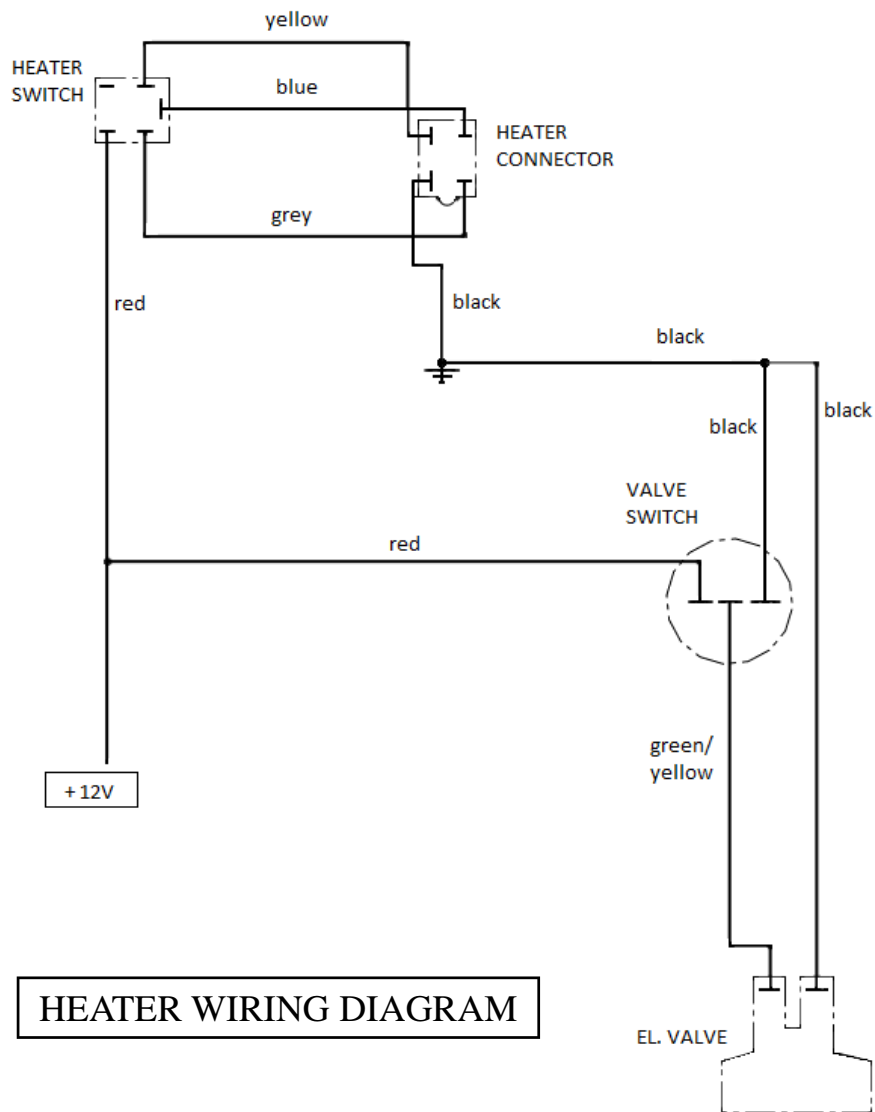 yellow
HEATER
SWITCH
blue
HEATER
CONNECTOR
grey
red
black
black
black
black
VALVE
SWITCH
red
green/
yellow
+ 12V
HEATER WIRING DIAGRAM
EL. VALVE